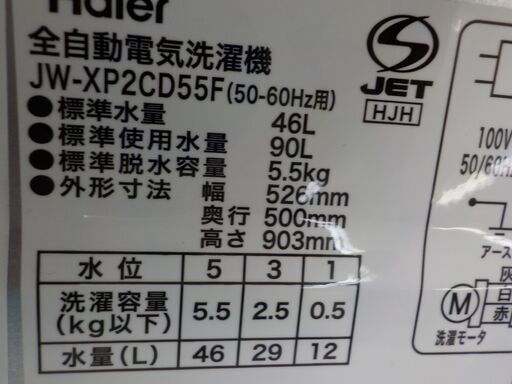 Haier
全自動電気洗濯機
JW-XP2CD55F(50-60Hz用)
●標準水量 46L
●標準使用水量 90L
●標準脱水容量 5.5kg
●外形寸法 幅 526mm
奥行 500mm
高さ 903mm
水位 5 3 1
洗濯容量(kg以下) 5.5 2.5 0.5
水量(L) 46 29 12
S
JET
HJH
100V
50/60H
アース
灰
白
赤
M
洗濯モータ